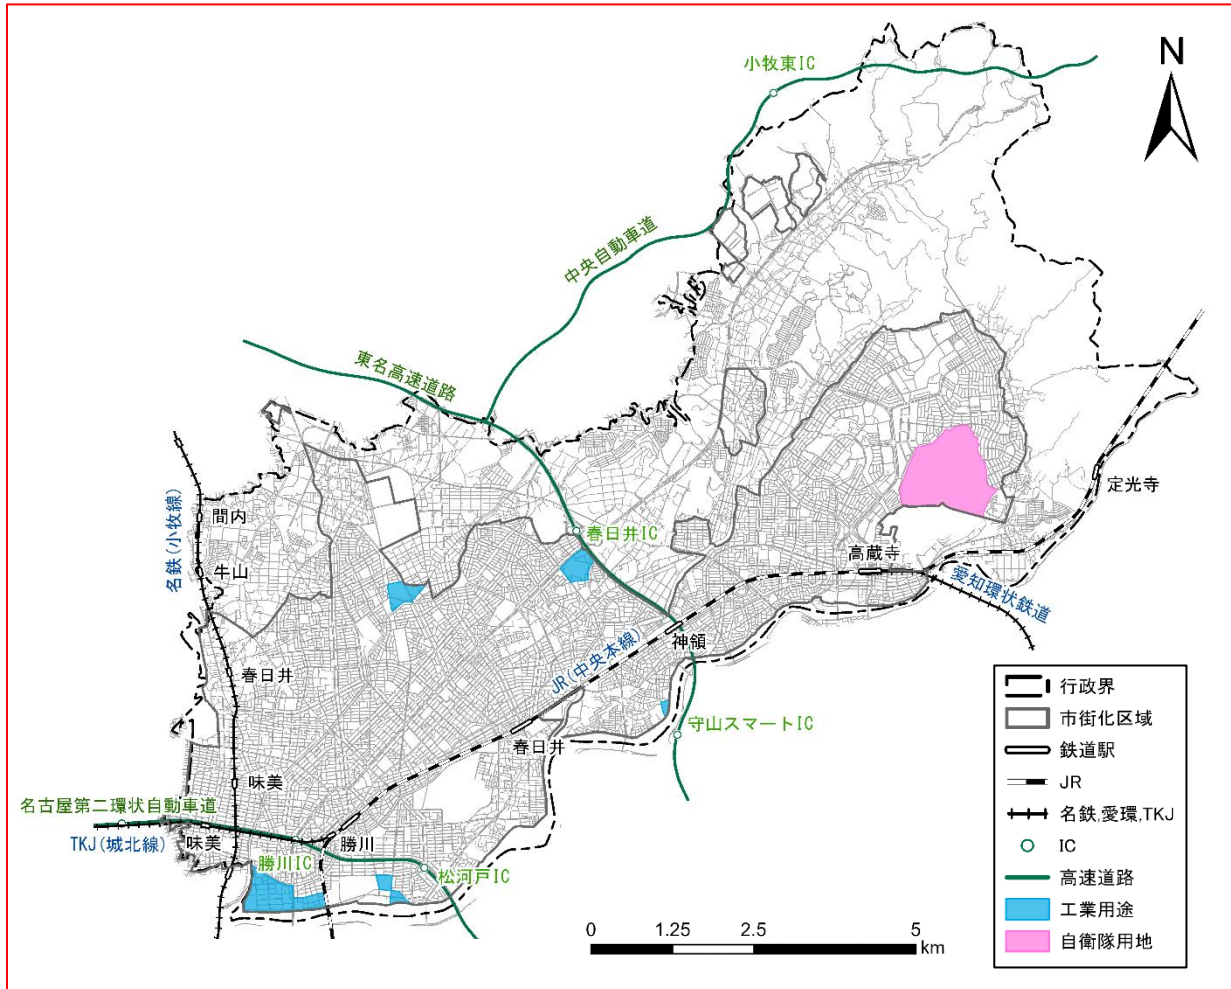 N
小牧東IC
中央自動車道
東名高速道路
定光寺
間内
名鉄(小牧線)
春日井IC
高蔵寺
牛山
愛知環状鉄道
神領
JR(中央本線)
春日井
守山スマートIC
春日井
味美
名古屋第二環状自動車道
TKJ(城北線)
味美
勝川
勝川IC
松河戸IC
行政界
市街化区域
鉄道駅
JR
名鉄,愛環,TKJ
IC
高速道路
工業用途
自衛隊用地
0 1.25 2.5 5
km